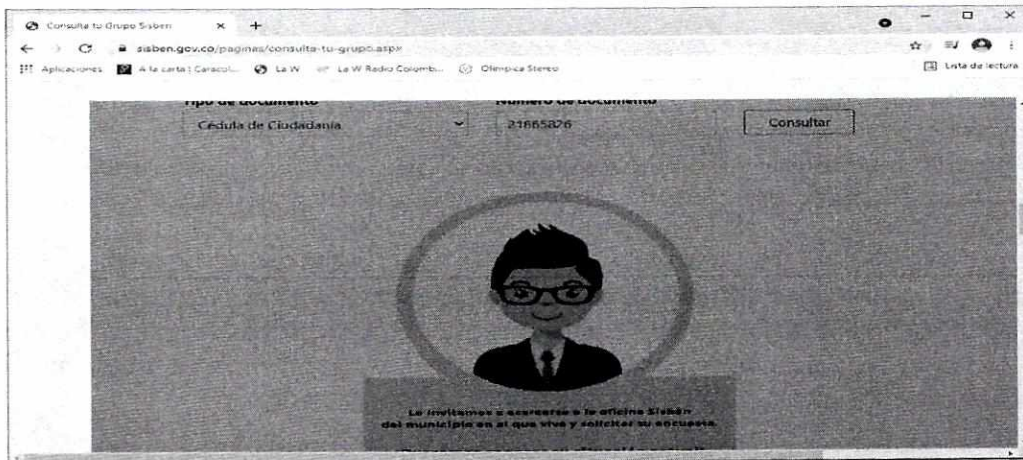 Consulta tu Grupo Sisbén × +
sisben.gov.co/paginas/consulta-tu-grupo.aspx
Aplicaciones A la carta | Caracol... La W La W Radio Colomb... Olímpica Stereo Lista de lectura
Tipo de documento Número de documento
Cédula de Ciudadanía 21665826 Consultar
Lo invitamos a acercarse a la oficina Sisbén
del municipio en el que vive y solicitar su encuesta.